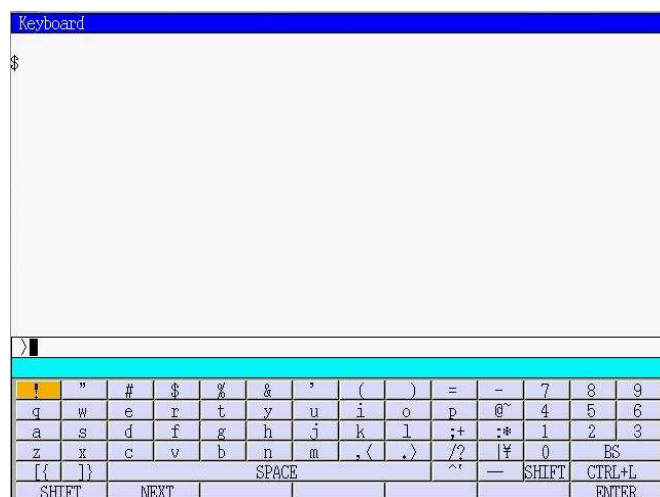 Keyboard
$
>
! " # $ % & ' ( ) = - 7 8 9
q w e r t y u i o p @~ 4 5 6
a s d f g h j k l ;+ :* 1 2 3
z x c v b n m ,< .> /? |¥ 0 BS
[{ ]} SPACE ^' — SHIFT CTRL+L
SHIFT NEXT ENTER